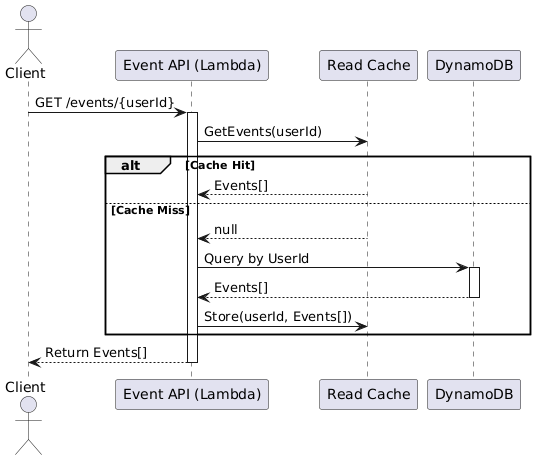 Client
Event API (Lambda)
Read Cache
DynamoDB
GET /events/{userId}
GetEvents(userId)
alt
[Cache Hit]
Events[]
[Cache Miss]
null
Query by UserId
Events[]
Store(userId, Events[])
Return Events[]
Client
Event API (Lambda)
Read Cache
DynamoDB